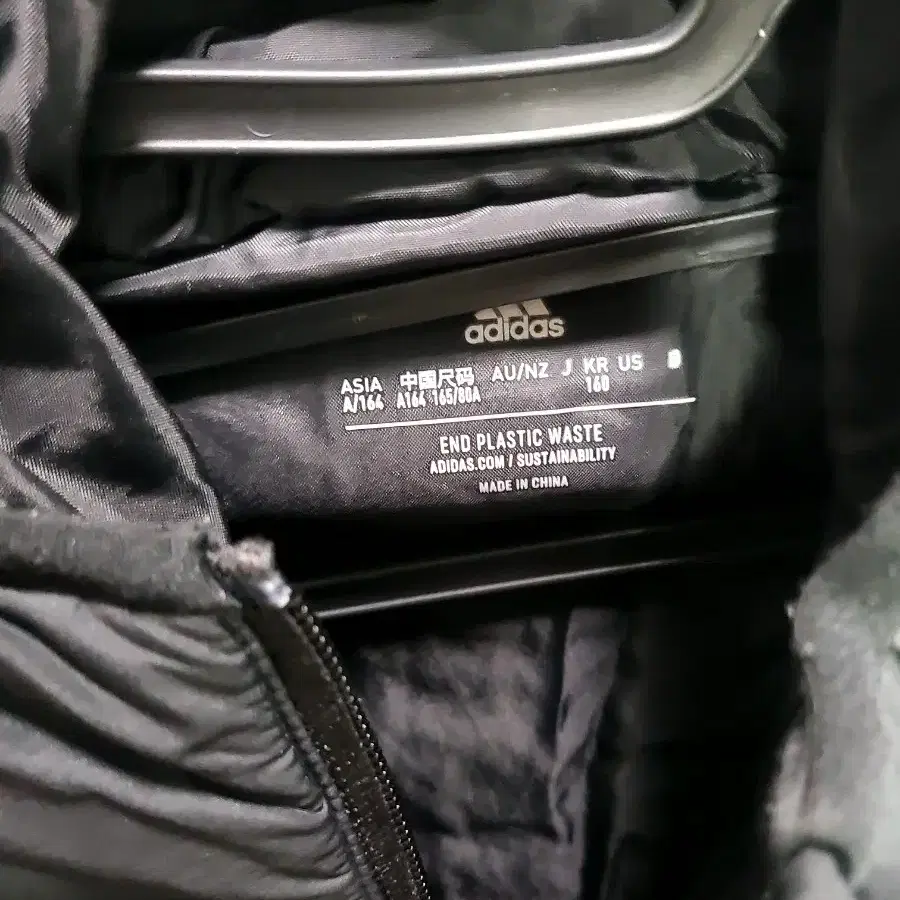 adidas
ASIA 中国尺码 AU/NZ J KR US
A/164 A164 165/80A 160
END PLASTIC WASTE
ADIDAS.COM / SUSTAINABILITY
MADE IN CHINA